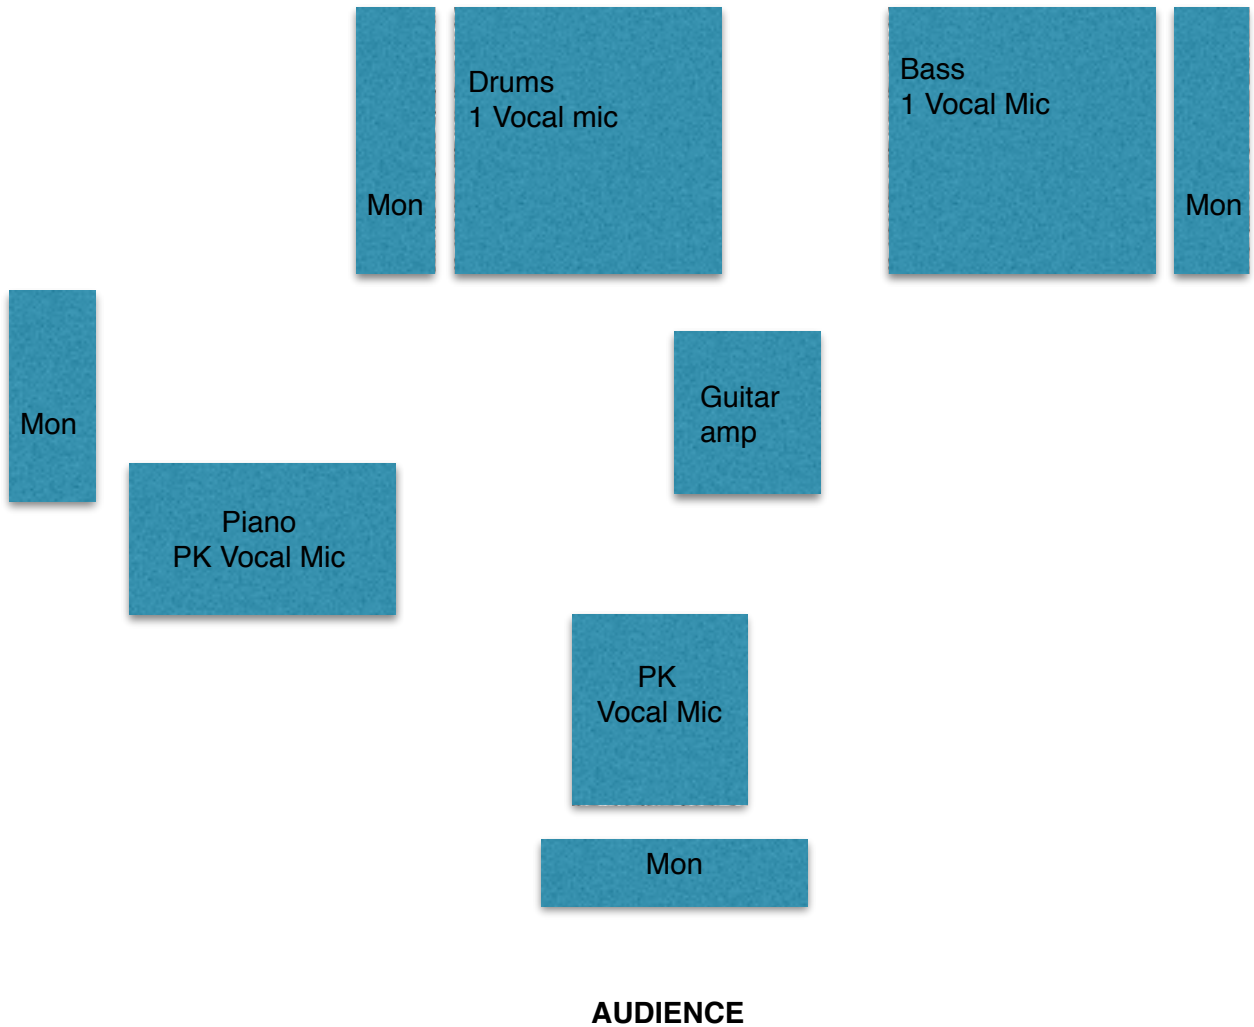 Drums
1 Vocal mic
Bass
1 Vocal Mic
Mon
Mon
Mon
Guitar
amp
Piano
PK Vocal Mic
PK
Vocal Mic
Mon
AUDIENCE